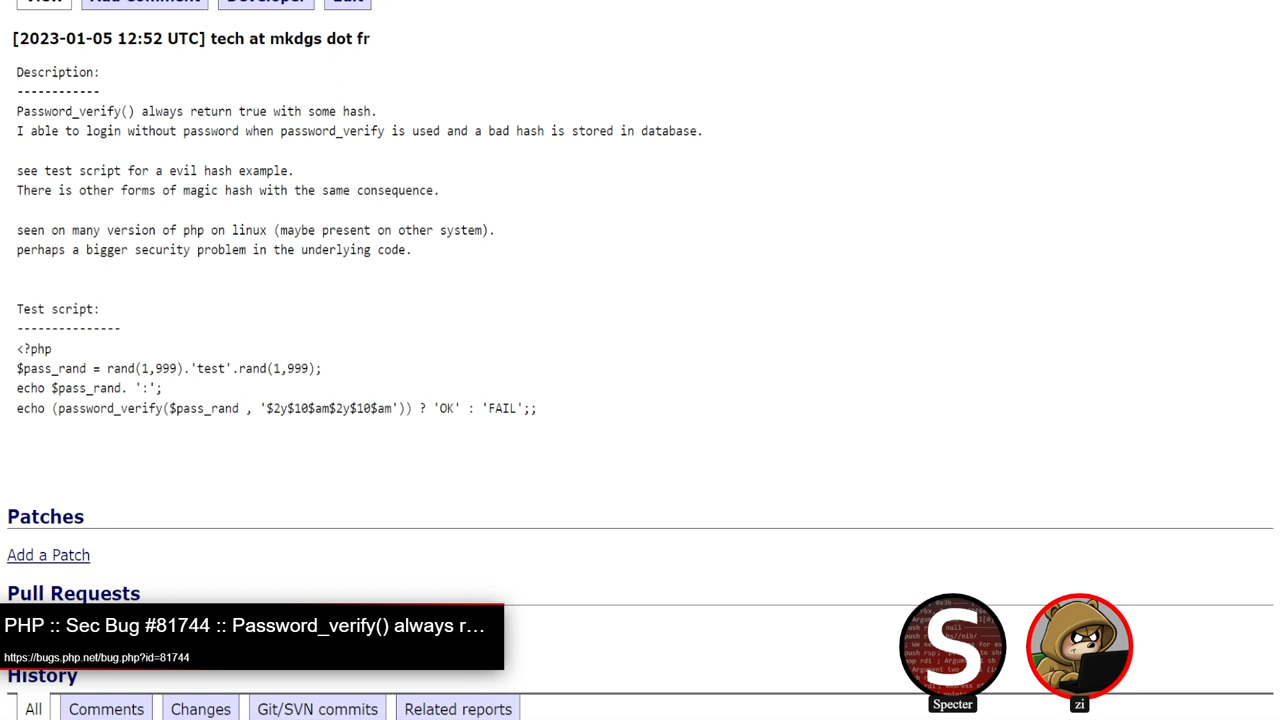 View Add Comment Developer Edit
[2023-01-05 12:52 UTC] tech at mkdgs dot fr
Description:
------------
Password_verify() always return true with some hash.
I able to login without password when password_verify is used and a bad hash is stored in database.
see test script for a evil hash example.
There is other forms of magic hash with the same consequence.
seen on many version of php on linux (maybe present on other system).
perhaps a bigger security problem in the underlying code.
Test script:
---------------
<?php
$pass_rand = rand(1,999).'test'.rand(1,999);
echo $pass_rand. ':';
echo (password_verify($pass_rand , '$2y$10$am$2y$10$am')) ? 'OK' : 'FAIL';;
Patches
Add a Patch
Pull Requests
PHP :: Sec Bug #81744 :: Password_verify() always r...
https://bugs.php.net/bug.php?id=81744
History
All Comments Changes Git/SVN commits Related reports
S
Specter
zi